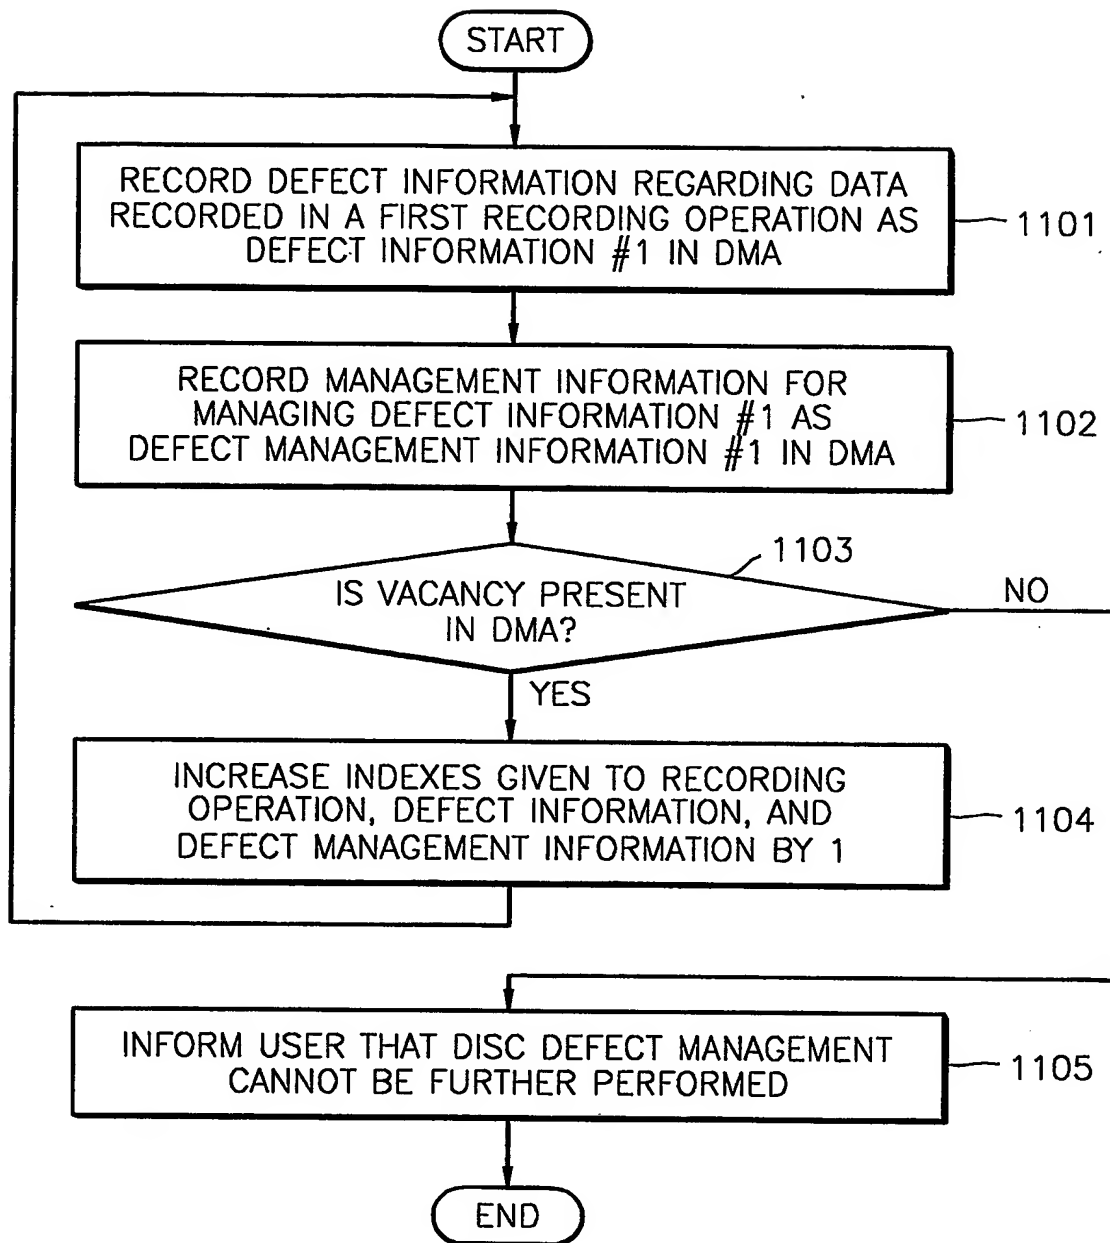 START
RECORD DEFECT INFORMATION REGARDING DATA
RECORDED IN A FIRST RECORDING OPERATION AS
DEFECT INFORMATION #1 IN DMA
1101
RECORD MANAGEMENT INFORMATION FOR
MANAGING DEFECT INFORMATION #1 AS
DEFECT MANAGEMENT INFORMATION #1 IN DMA
1102
1103
IS VACANCY PRESENT
IN DMA?
NO
YES
INCREASE INDEXES GIVEN TO RECORDING
OPERATION, DEFECT INFORMATION, AND
DEFECT MANAGEMENT INFORMATION BY 1
1104
INFORM USER THAT DISC DEFECT MANAGEMENT
CANNOT BE FURTHER PERFORMED
1105
END